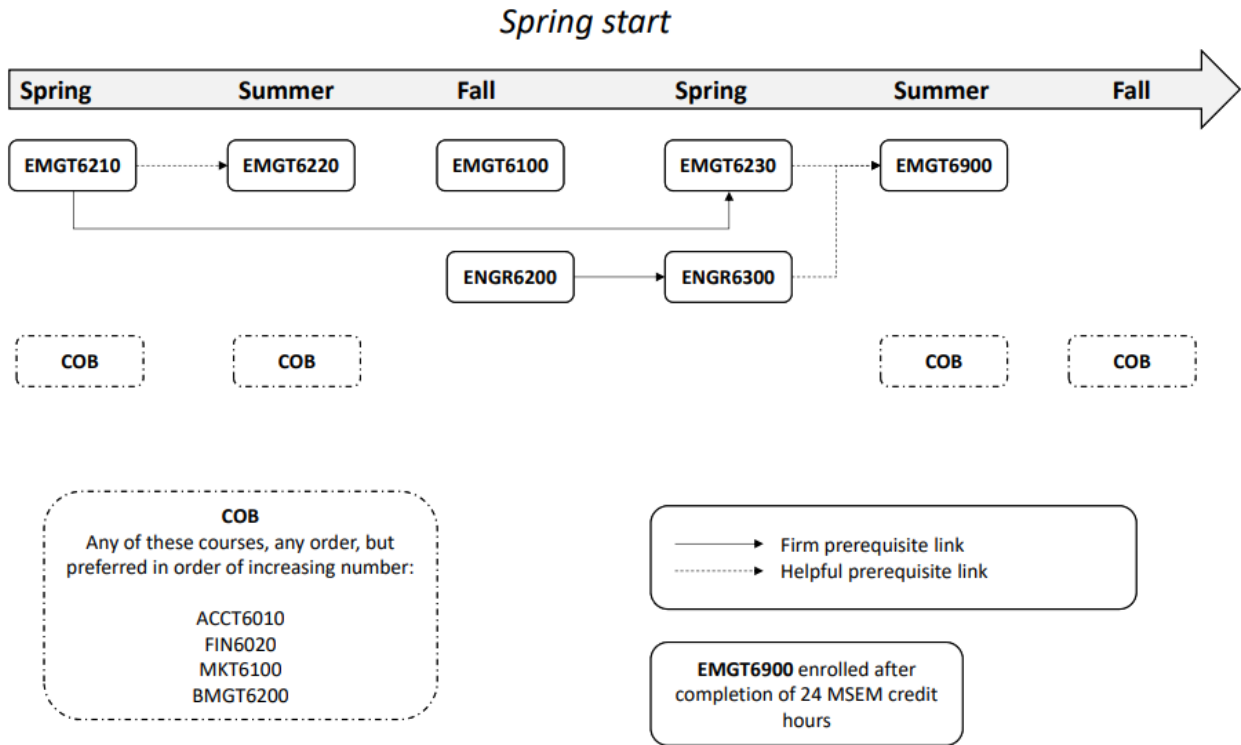 Spring start
Spring Summer Fall Spring Summer Fall
EMGT6210 EMGT6220 EMGT6100 EMGT6230 EMGT6900
ENGR6200 ENGR6300
COB COB COB COB
COB
Any of these courses, any order, but
preferred in order of increasing number:
ACCT6010
FIN6020
MKT6100
BMGT6200
Firm prerequisite link
Helpful prerequisite link
EMGT6900 enrolled after
completion of 24 MSEM credit
hours